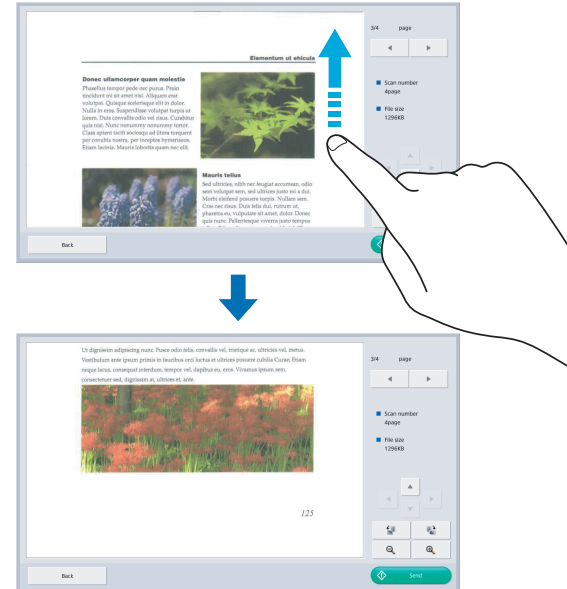 3/4 page
Elementum ut ehicula
Donec ullamcorper quam molestie
Phasellus tempor pede nec purus. Proin
tincidunt mi sit amet nisi. Aliquam erat
volutpat. Quisque scelerisque elit in dolor.
Nulla in eros. Suspendisse volutpat turpis ut
lorem. Duis convallis odio vel risus. Curabitur
quis nisl. Nunc nonummy nonummy tortor.
Class aptent taciti sociosqu ad litora torquent
per conubia nostra, per inceptos hymenaeos.
Etiam lacinia. Mauris lobortis quam nec elit.
Scan number
4page
File size
1296KB
Mauris tellus
Sed ultricies, nibh nec feugiat accumsan, odio
sem volutpat sem, sed ultrices justo mi a dui.
Morbi eleifend posuere turpis. Nullam sem.
Cras nec risus. Duis felis dui, rutrum ut,
pharetra eu, vulputate sit amet, dolor. Donec
quis nunc. Pellentesque viverra justo tempus
Back
Ut dignissim adipiscing nunc. Fusce odio felis, convallis vel, tristique ac, ultricies vel, metus.
Vestibulum ante ipsum primis in faucibus orci luctus et ultrices posuere cubilia Curae; Etiam
neque lacus, consequat interdum, tempor vel, dapibus eu, eros. Vivamus ipsum sem,
consectetuer sed, dignissim at, ultrices et, ante.
3/4 page
Scan number
4page
File size
1296KB
125
Back
Send